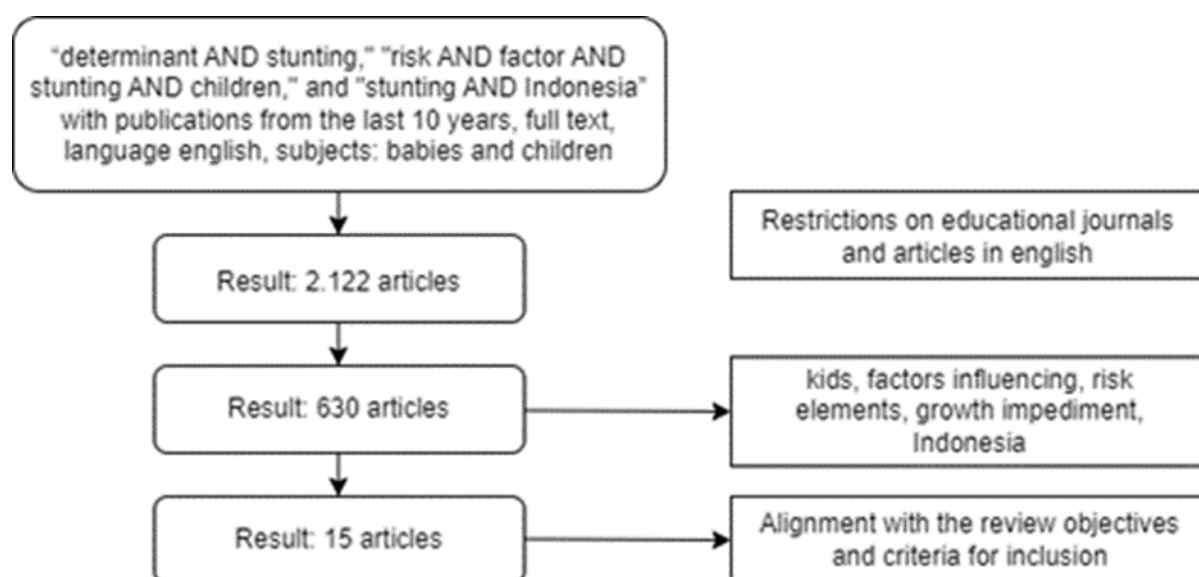 “determinant AND stunting,” "risk AND factor AND
stunting AND children," and "stunting AND Indonesia”
with publications from the last 10 years, full text,
language english, subjects: babies and children
Restrictions on educational journals
and articles in english
Result: 2.122 articles
kids, factors influencing, risk
elements, growth impediment,
Indonesia
Result: 630 articles
Alignment with the review objectives
and criteria for inclusion
Result: 15 articles